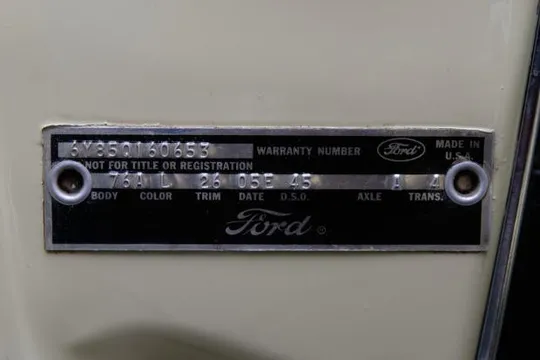 6Y85Q160653 WARRANTY NUMBER Ford MADE IN U.S.A.
NOT FOR TITLE OR REGISTRATION
76A L 26 05E 45 A 4
BODY COLOR TRIM DATE D.S.O. AXLE TRANS.
Ford ®